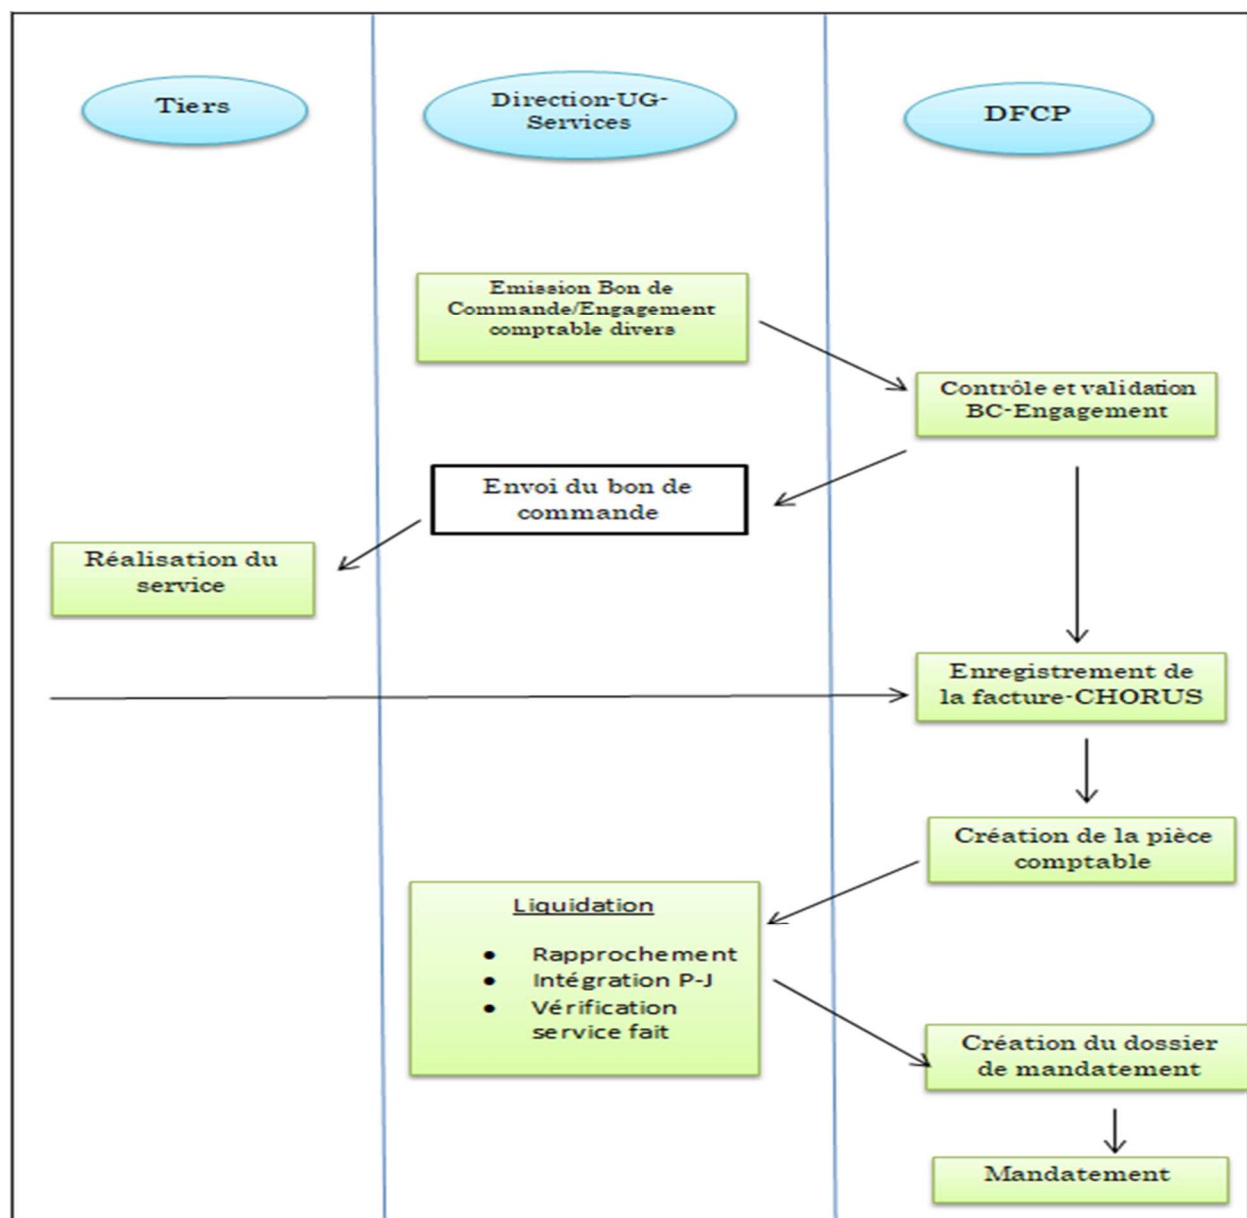 Tiers
Direction-UG-
Services
DFCP
Emission Bon de
Commande/Engagement
comptable divers
Contrôle et validation
BC-Engagement
Envoi du bon de
commande
Réalisation du
service
Enregistrement de
la facture-CHORUS
Création de la pièce
comptable
Liquidation
• Rapprochement
• Intégration P-J
• Vérification
service fait
Création du dossier
de mandatement
Mandatement